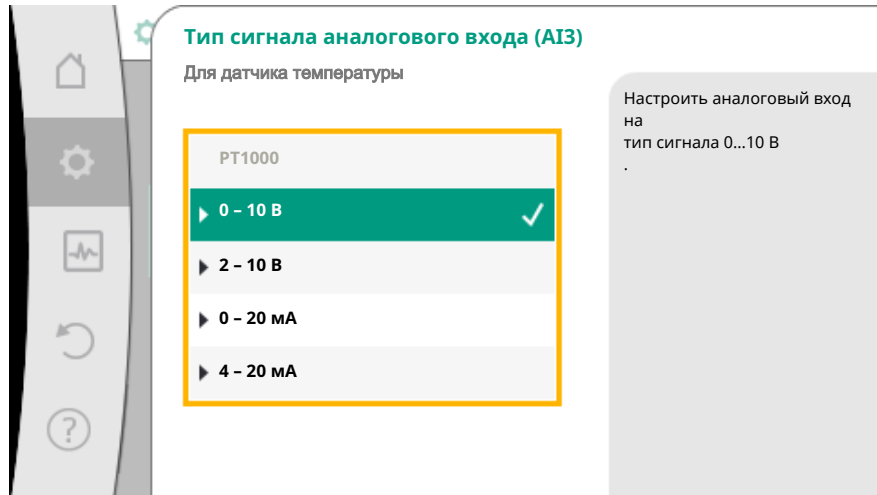 Тип сигнала аналогового входа (AI3)
Для датчика температуры
PT1000
0 – 10 В
2 – 10 В
0 – 20 мА
4 – 20 мА
Настроить аналоговый вход
на
тип сигнала 0…10 В
.
?